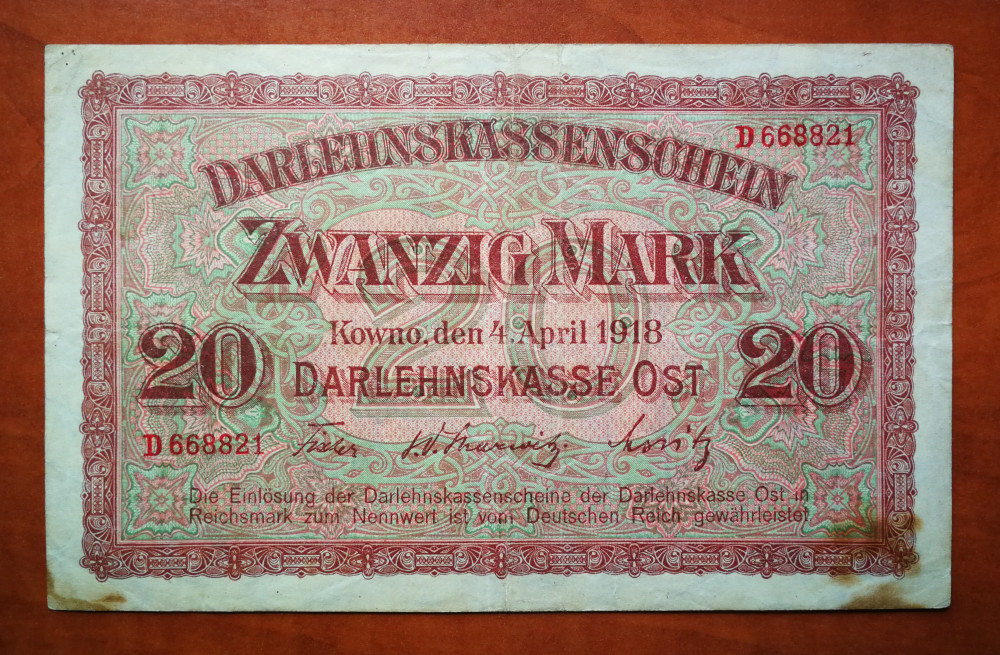 DARLEHNSKASSENSCHEIN
D 668821
ZWANZIG MARK
Kowno, den 4. April 1918
20 DARLEHNSKASSE OST 20
D 668821
Die Einlösung der Darlehnskassenscheine der Darlehnskasse Ost in
Reichsmark zum Nennwert ist vom Deutschen Reich gewährleistet